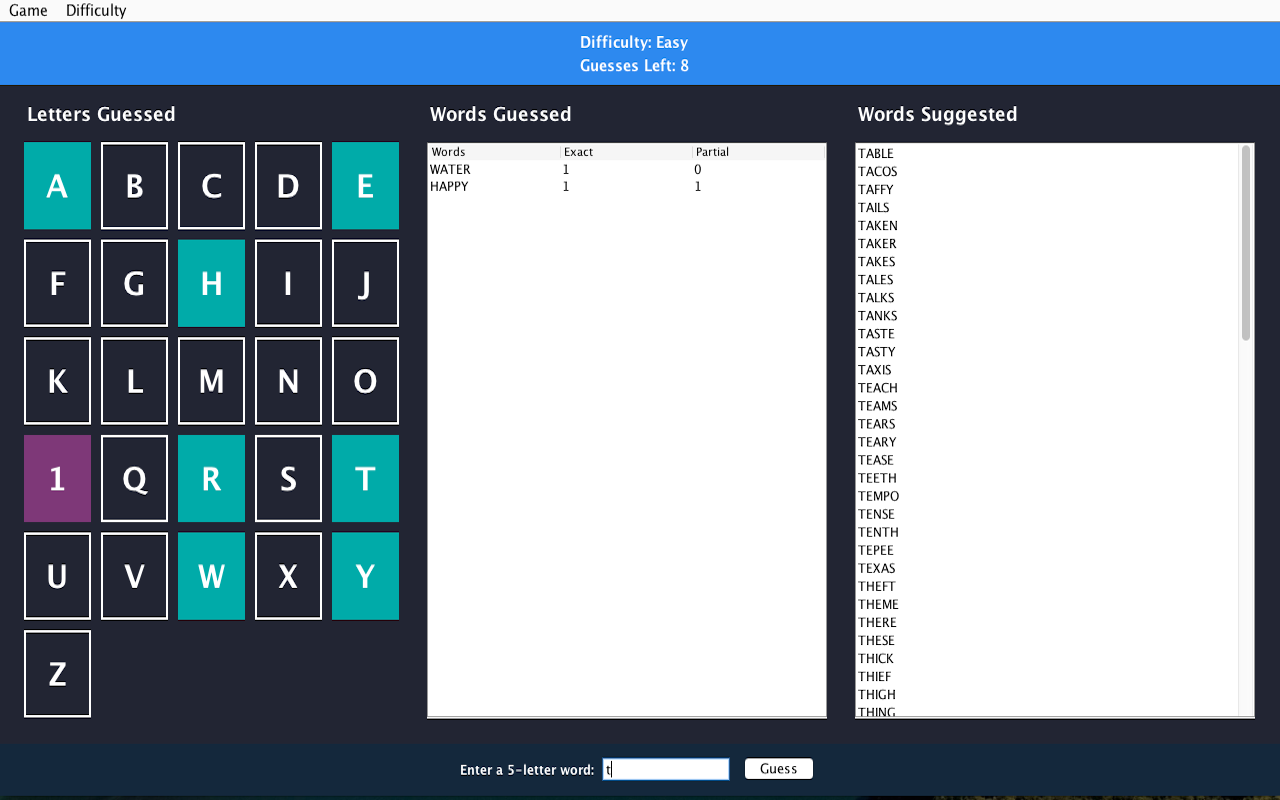 Game Difficulty
Difficulty: Easy
Guesses Left: 8
Letters Guessed
A B C D E
F G H I J
K L M N O
1 Q R S T
U V W X Y
Z
Words Guessed
Words Exact Partial
WATER 1 0
HAPPY 1 1
Words Suggested
TABLE
TACOS
TAFFY
TAILS
TAKEN
TAKER
TAKES
TALES
TALKS
TANKS
TASTE
TASTY
TAXIS
TEACH
TEAMS
TEARS
TEARY
TEASE
TEETH
TEMPO
TENSE
TENTH
TEPEE
TEXAS
THEFT
THEME
THERE
THESE
THICK
THIEF
THIGH
THING
Enter a 5-letter word: t Guess